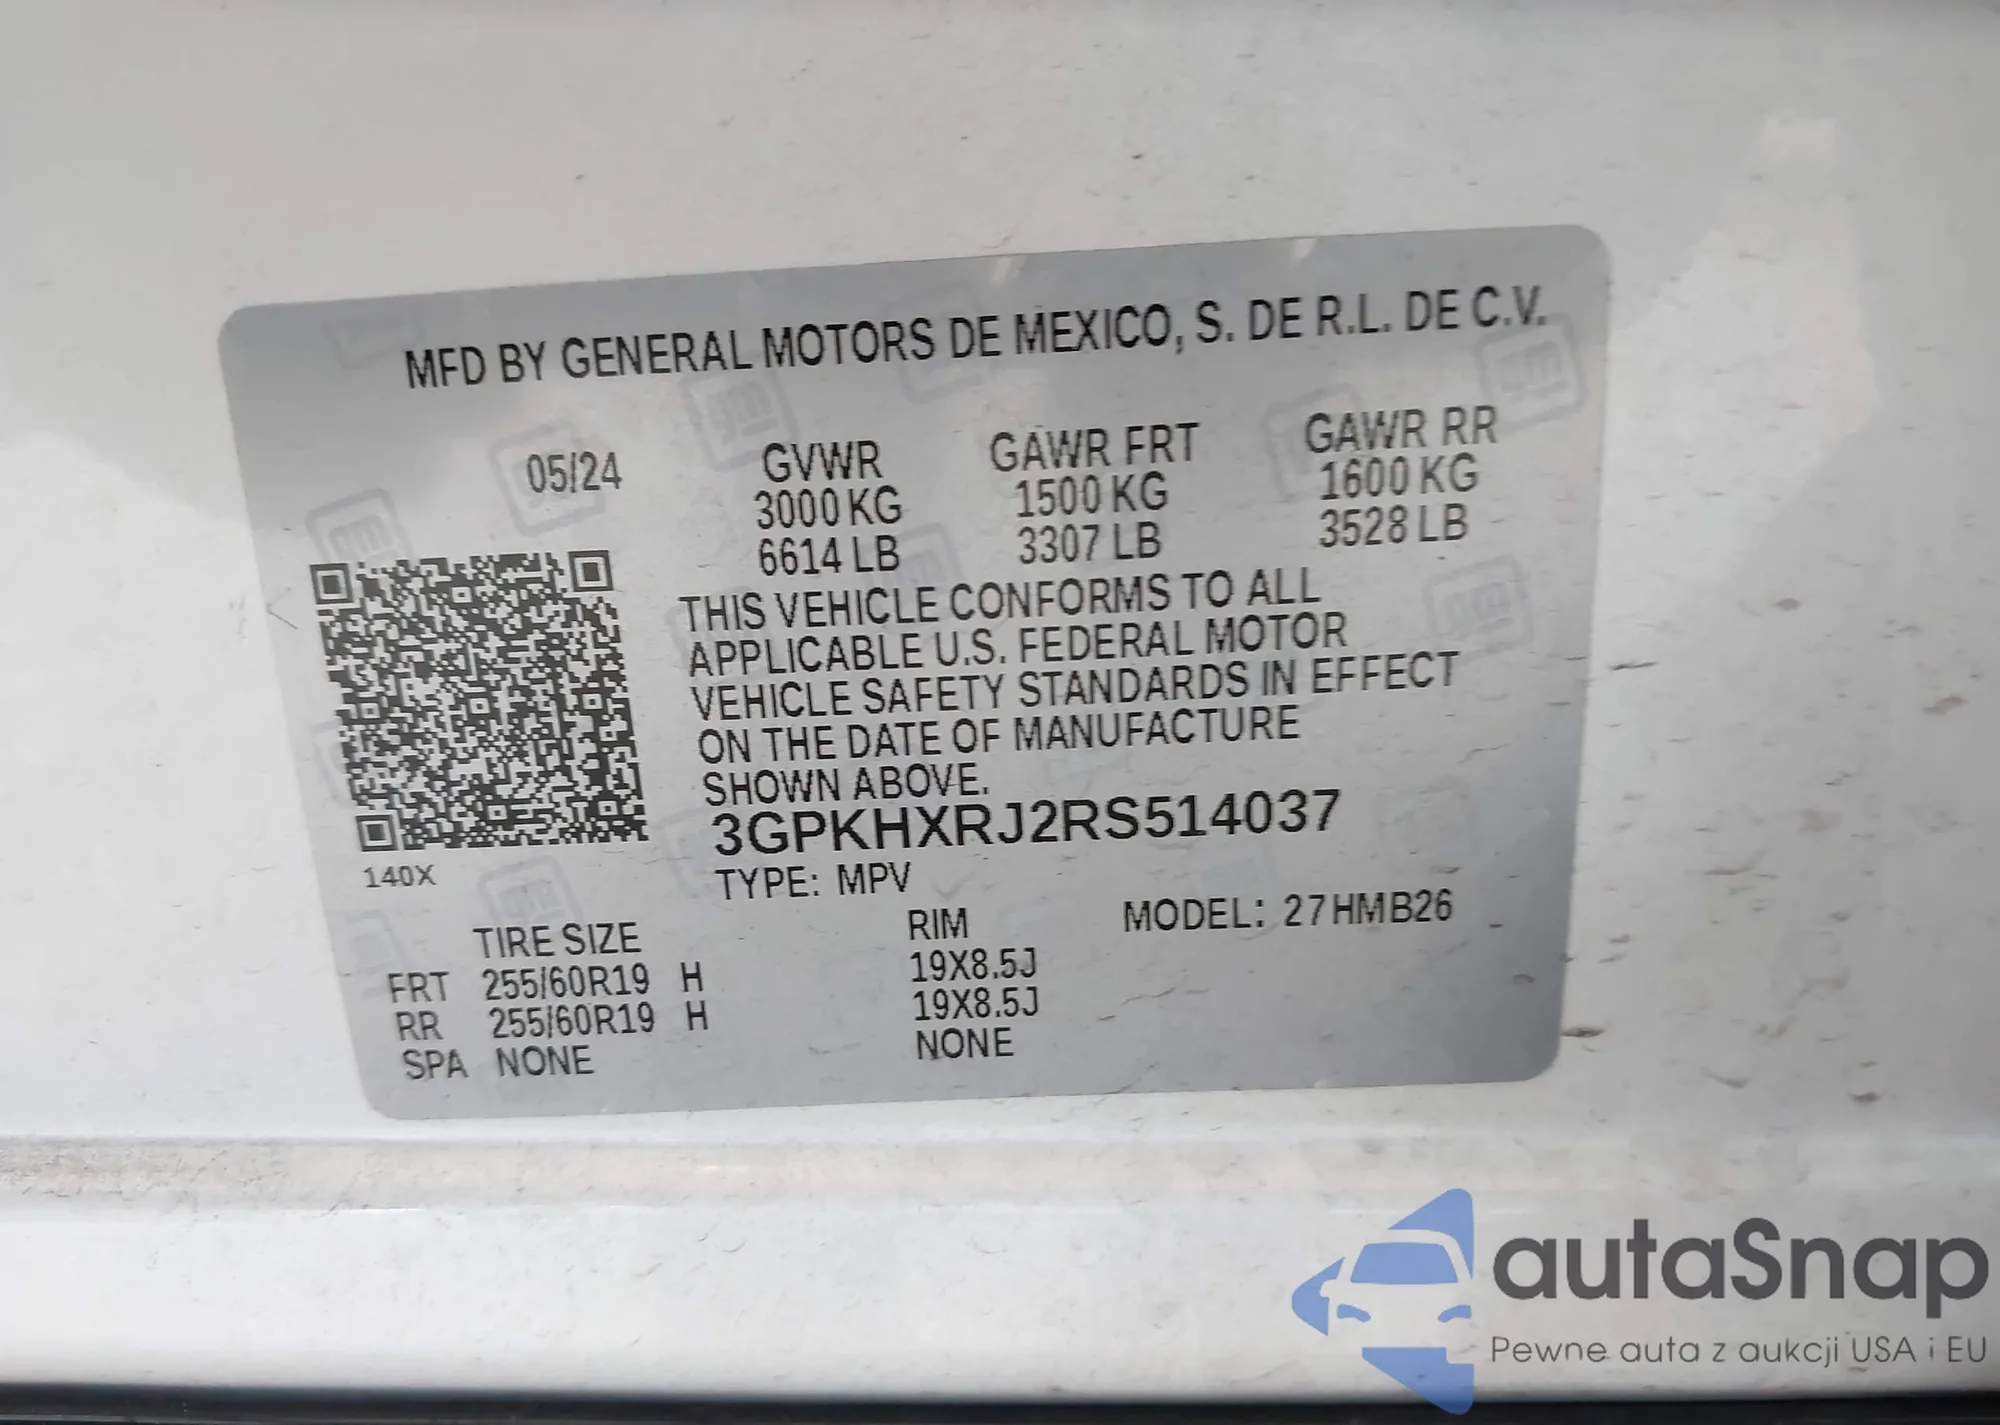 MFD BY GENERAL MOTORS DE MEXICO, S. DE R.L. DE C.V.
05/24 GVWR GAWR FRT GAWR RR
3000 KG 1500 KG 1600 KG
6614 LB 3307 LB 3528 LB
THIS VEHICLE CONFORMS TO ALL
APPLICABLE U.S. FEDERAL MOTOR
VEHICLE SAFETY STANDARDS IN EFFECT
ON THE DATE OF MANUFACTURE
SHOWN ABOVE.
3GPKHXRJ2RS514037
140X
TYPE: MPV
TIRE SIZE RIM MODEL: 27HMB26
FRT 255/60R19 H 19X8.5J
RR 255/60R19 H 19X8.5J
SPA NONE NONE
autaSnap
Pewne auta z aukcji USA i EU